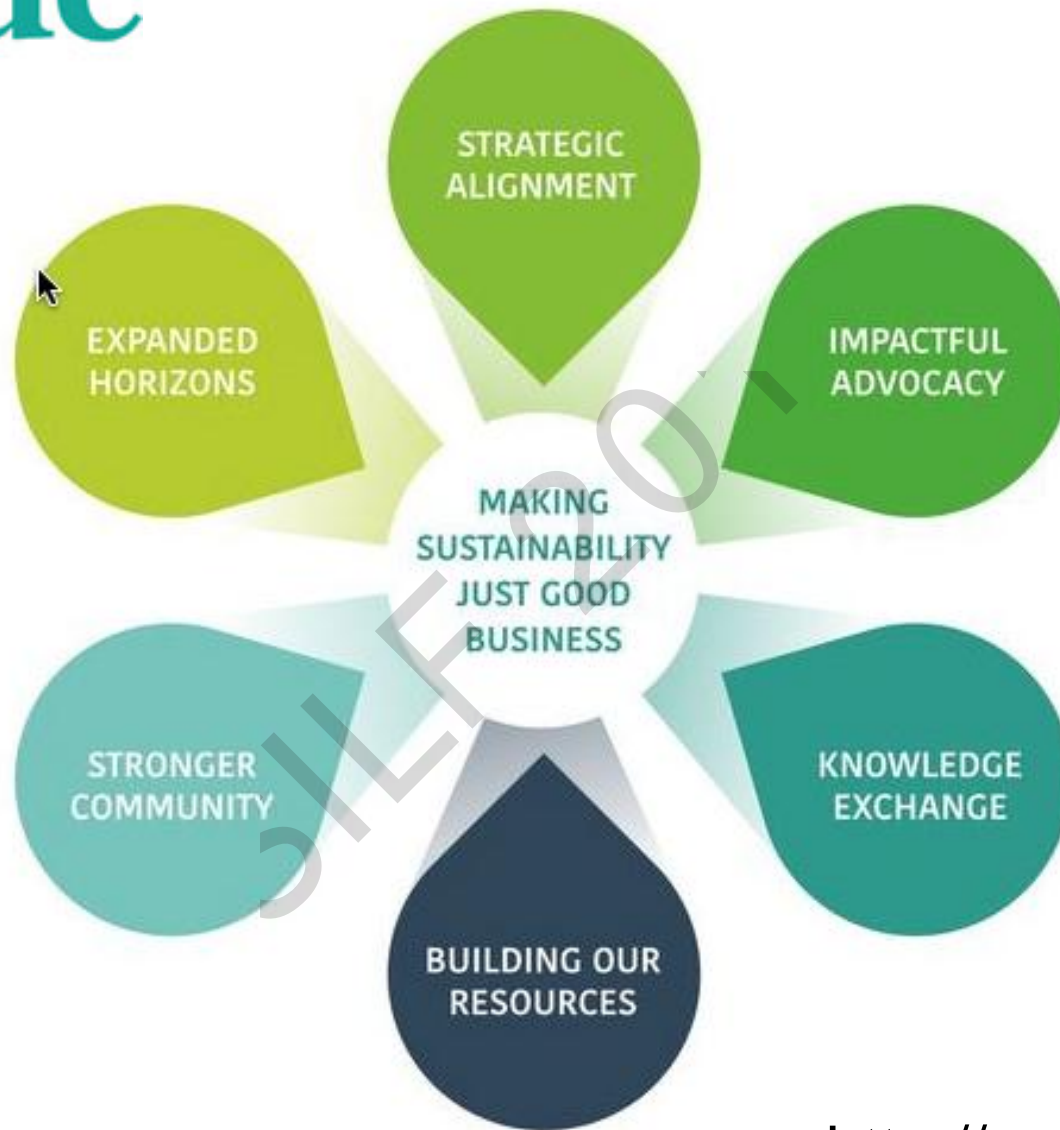 STRATEGIC
ALIGNMENT
EXPANDED
HORIZONS
IMPACTFUL
ADVOCACY
MAKING
SUSTAINABILITY
JUST GOOD
BUSINESS
STRONGER
COMMUNITY
KNOWLEDGE
EXCHANGE
BUILDING OUR
RESOURCES